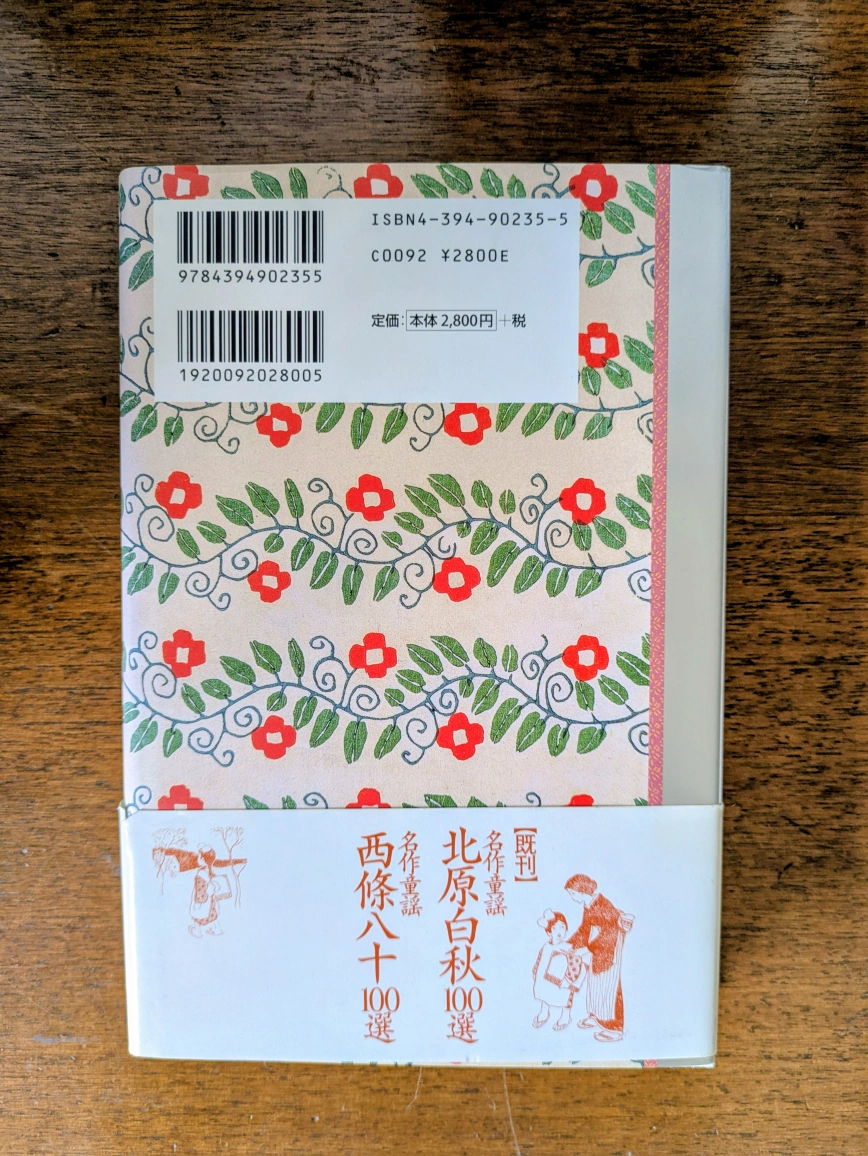 9784394902355
1920092028005
ISBN4-394-90235-5
C0092 ¥2800E
定価:本体2,800円+税
【既刊】
名作童謡
北原白秋100選
名作童謡
西條八十100選